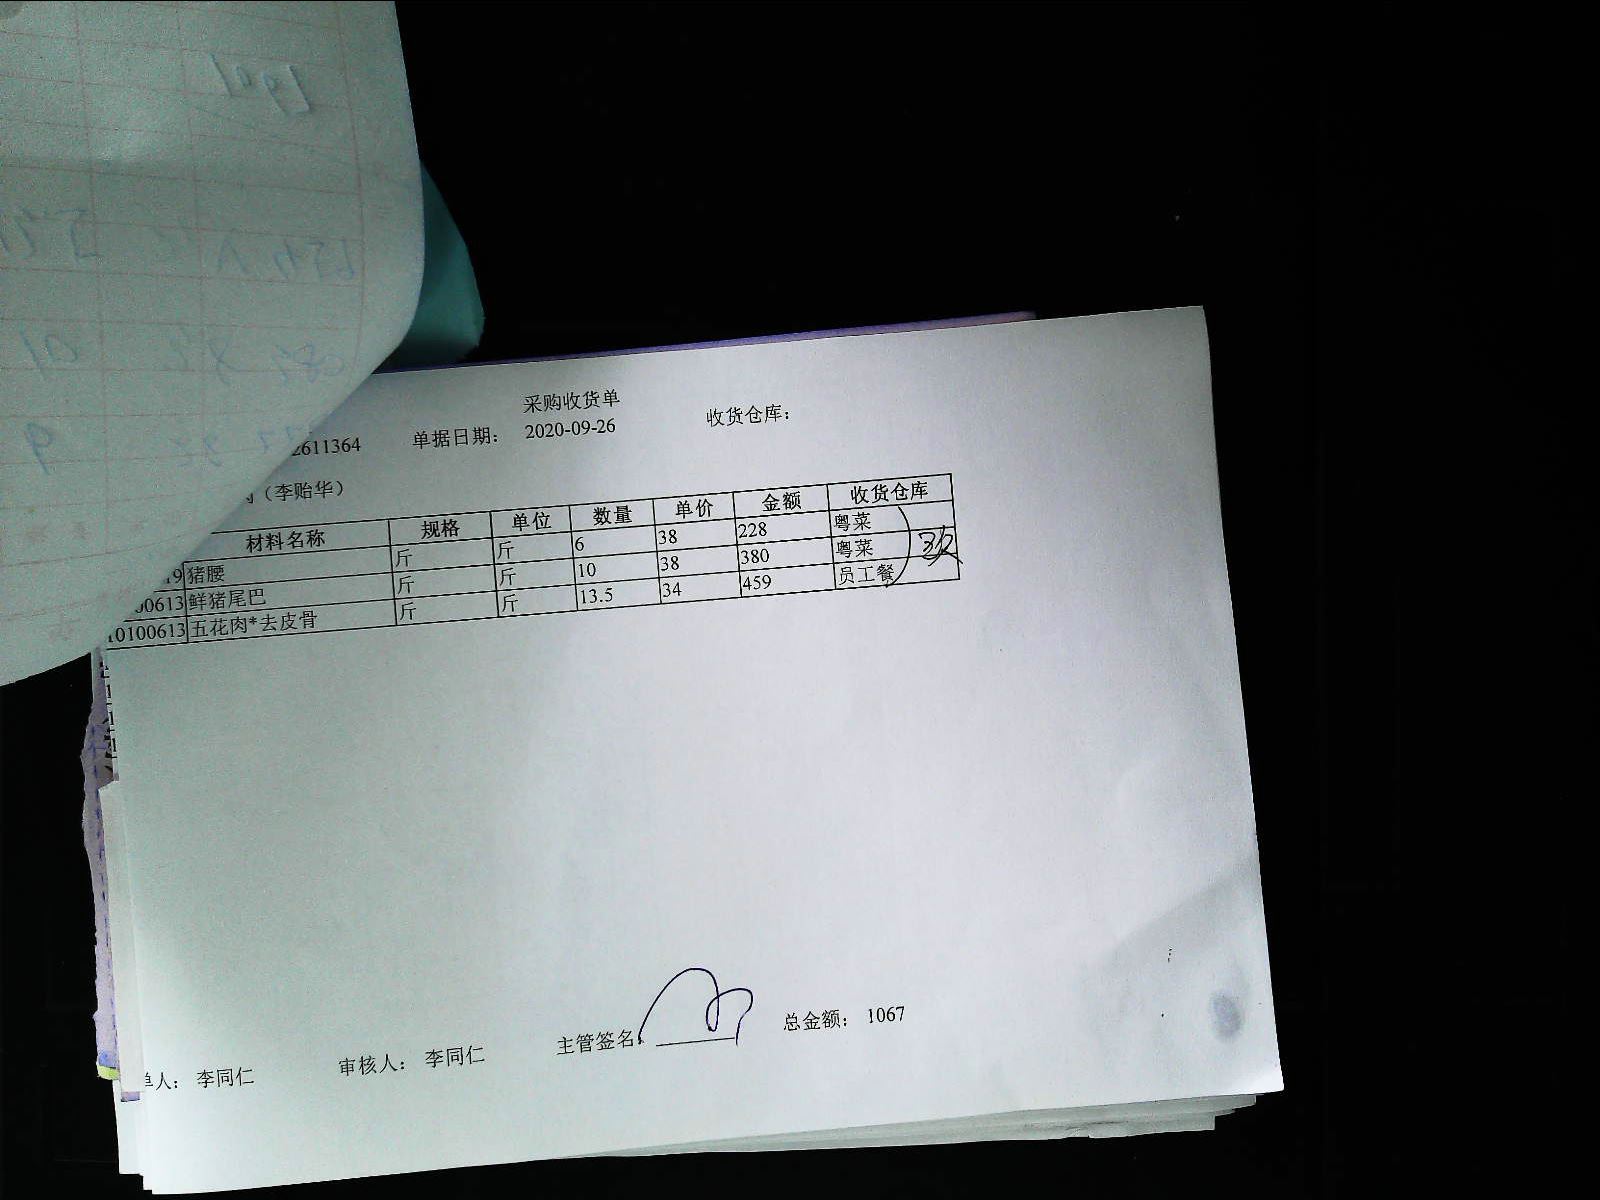 采购收货单
2611364 单据日期： 2020-09-26 收货仓库：
（李贻华）
材料名称 规格 单位 数量 单价 金额 收货仓库
19 猪腰 斤 斤 6 38 228 粤菜
00613 鲜猪尾巴 斤 斤 10 38 380 粤菜
10100613 五花肉*去皮骨 斤 斤 13.5 34 459 员工餐
主管签名: 总金额： 1067
单人： 李同仁 审核人： 李同仁